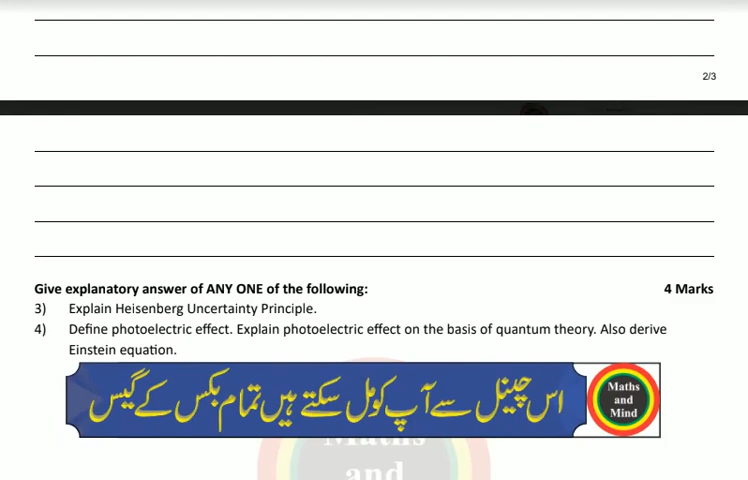 2/3
Give explanatory answer of ANY ONE of the following: 4 Marks
3) Explain Heisenberg Uncertainty Principle.
4) Define photoelectric effect. Explain photoelectric effect on the basis of quantum theory. Also derive
Einstein equation.
اس چینل سے آپ کو مل سکتے ہیں تمام بکس کے گیس
Maths
and
Mind
Maths
and